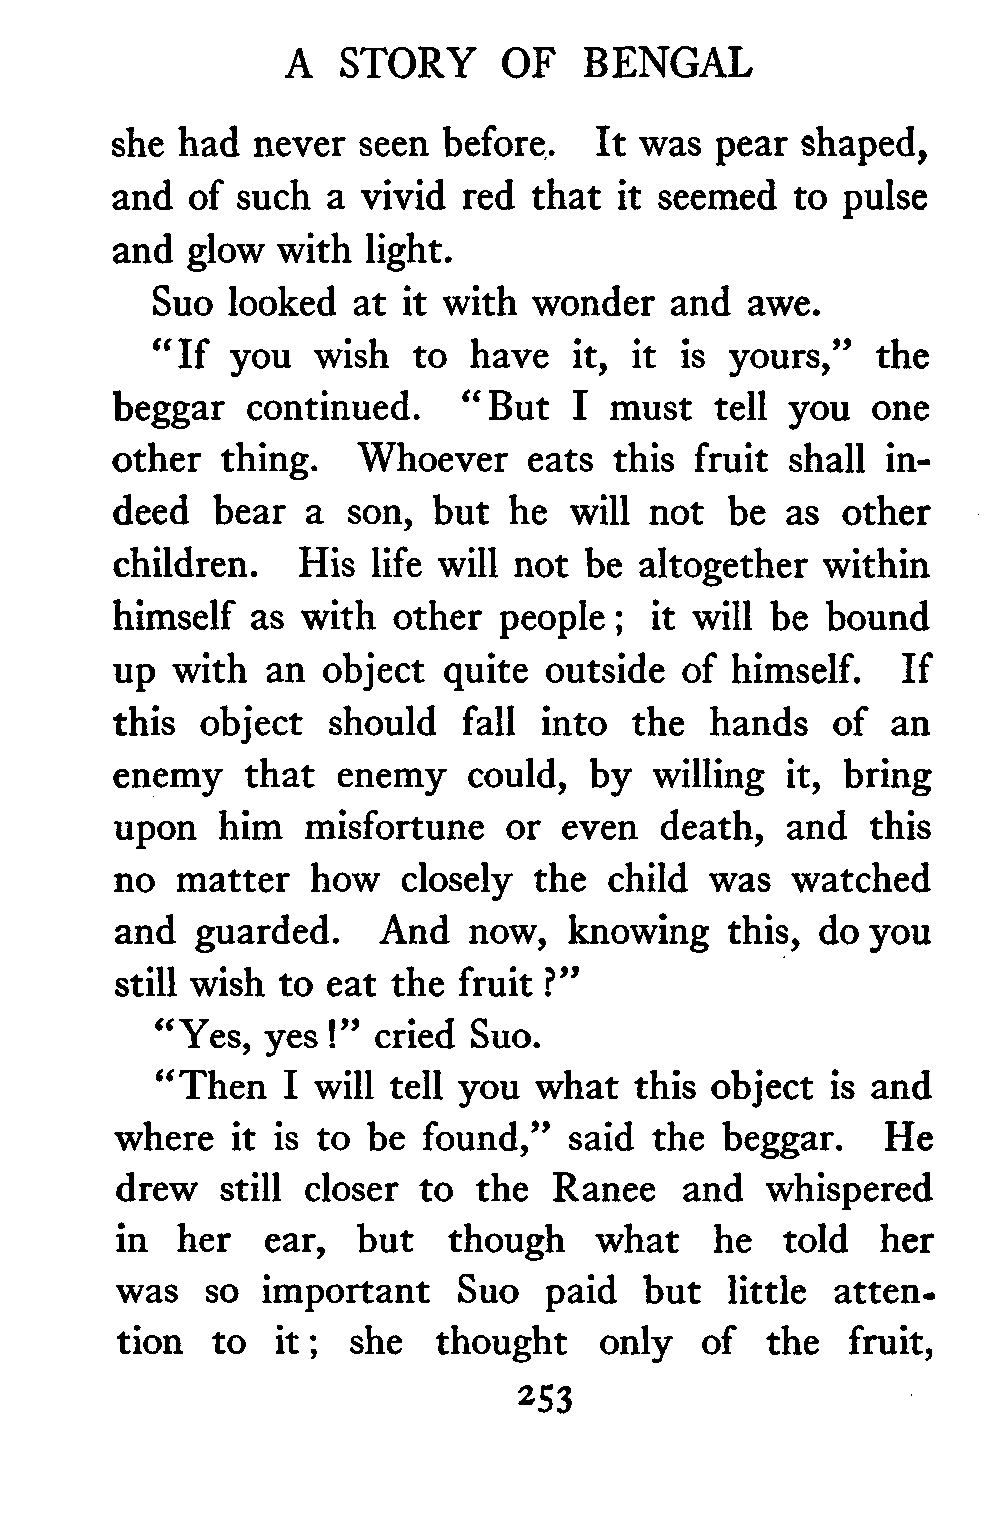 A STORY OF BENGAL
she had never seen before. It was pear shaped,
and of such a vivid red that it seemed to pulse
and glow with light.
Suo looked at it with wonder and awe.
"If you wish to have it, it is yours," the
beggar continued. "But I must tell you one
other thing. Whoever eats this fruit shall in-
deed bear a son, but he will not be as other
children. His life will not be altogether within
himself as with other people; it will be bound
up with an object quite outside of himself. If
this object should fall into the hands of an
enemy that enemy could, by willing it, bring
upon him misfortune or even death, and this
no matter how closely the child was watched
and guarded. And now, knowing this, do you
still wish to eat the fruit?"
"Yes, yes!" cried Suo.
"Then I will tell you what this object is and
where it is to be found," said the beggar. He
drew still closer to the Ranee and whispered
in her ear, but though what he told her
was so important Suo paid but little atten-
tion to it; she thought only of the fruit,
253